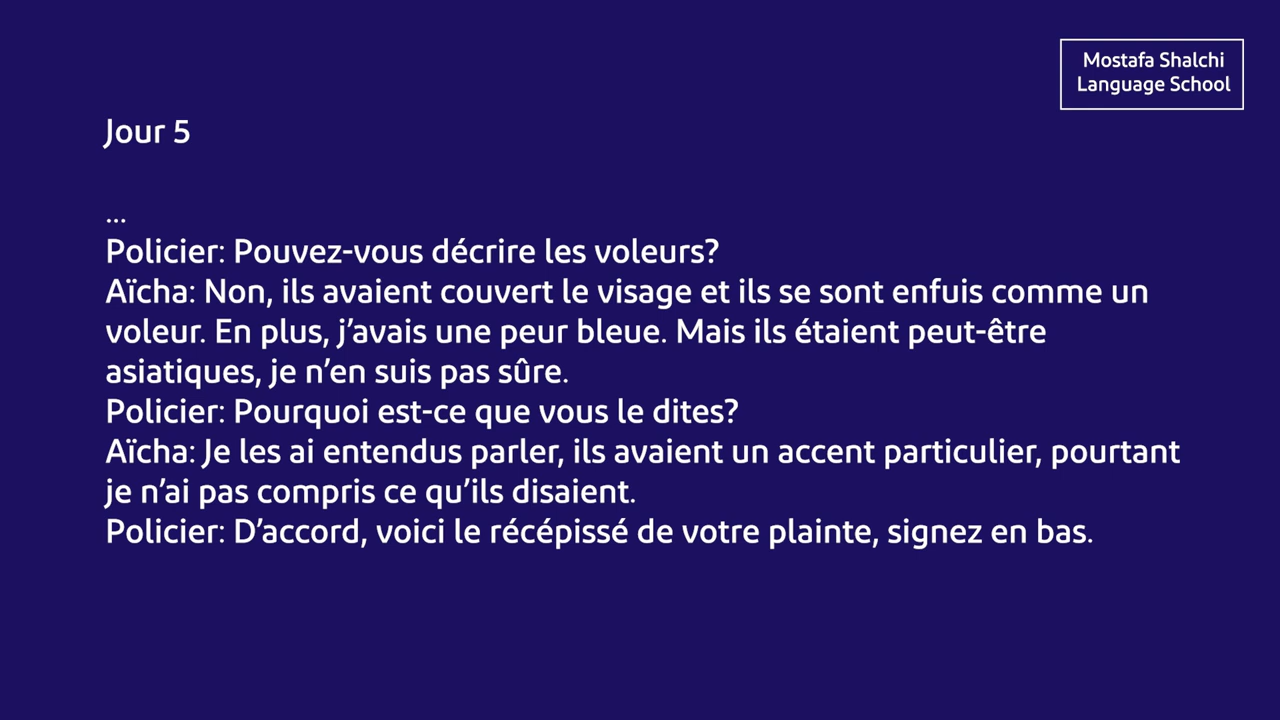 Mostafa Shalchi
Language School
Jour 5
...
Policier: Pouvez-vous décrire les voleurs?
Aïcha: Non, ils avaient couvert le visage et ils se sont enfuis comme un
voleur. En plus, j’avais une peur bleue. Mais ils étaient peut-être
asiatiques, je n’en suis pas sûre.
Policier: Pourquoi est-ce que vous le dites?
Aïcha: Je les ai entendus parler, ils avaient un accent particulier, pourtant
je n’ai pas compris ce qu’ils disaient.
Policier: D’accord, voici le récépissé de votre plainte, signez en bas.